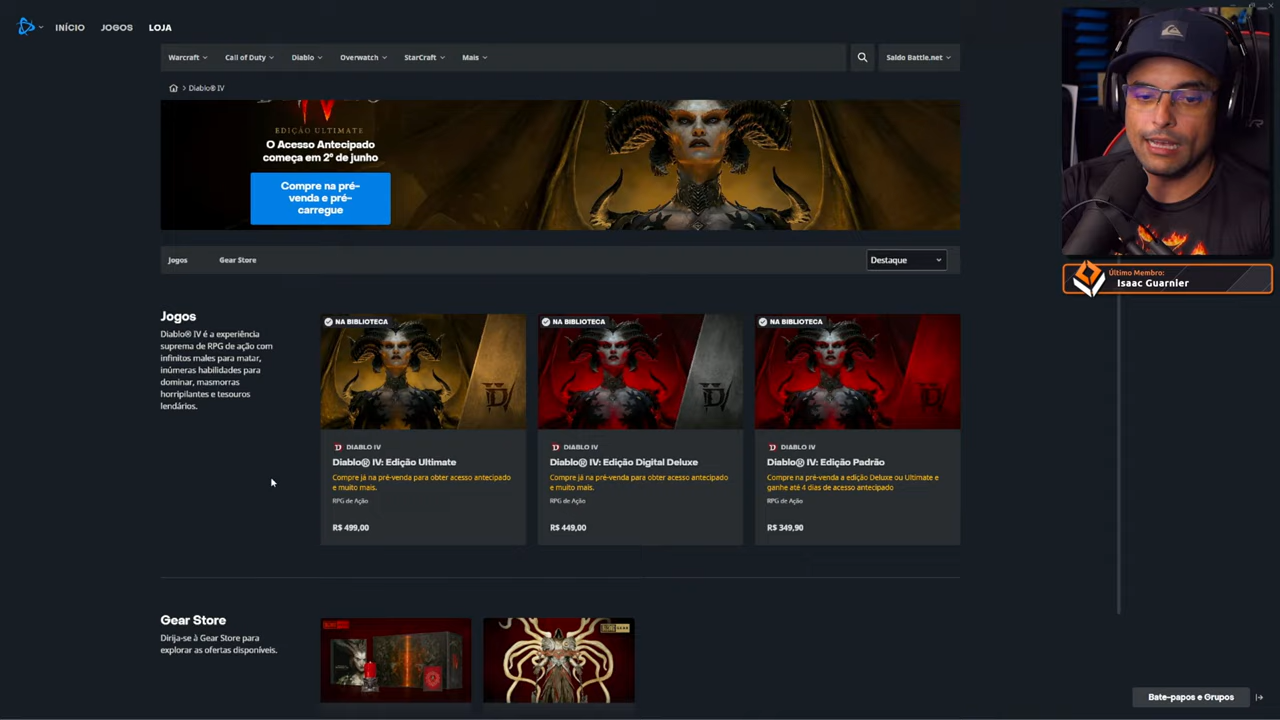 INÍCIO
JOGOS
LOJA
Warcraft
Call of Duty
Diablo
Overwatch
StarCraft
Mais
Saldo Battle.net
Diablo® IV
IV
EDIÇÃO ULTIMATE
O Acesso Antecipado
começa em 2º de junho
Compre na pré-
venda e pré-
carregue
Último Membro:
Isaac Guarnier
Jogos
Gear Store
Destaque
Jogos
Diablo® IV é a experiência
suprema de RPG de ação com
infinitos males para matar,
inúmeras habilidades para
dominar, masmorras
horripilantes e tesouros
lendários.
NA BIBLIOTECA
DIABLO IV
Diablo® IV: Edição Ultimate
Compre já na pré-venda para obter acesso antecipado
e muito mais.
RPG de Ação
R$ 499,00
NA BIBLIOTECA
DIABLO IV
Diablo® IV: Edição Digital Deluxe
Compre já na pré-venda para obter acesso antecipado
e muito mais.
RPG de Ação
R$ 449,00
NA BIBLIOTECA
DIABLO IV
Diablo® IV: Edição Padrão
Compre na pré-venda a edição Deluxe ou Ultimate e
ganhe até 4 dias de acesso antecipado
RPG de Ação
R$ 349,90
Gear Store
Dirija-se à Gear Store para
explorar as ofertas disponíveis.
Bate-papos e Grupos